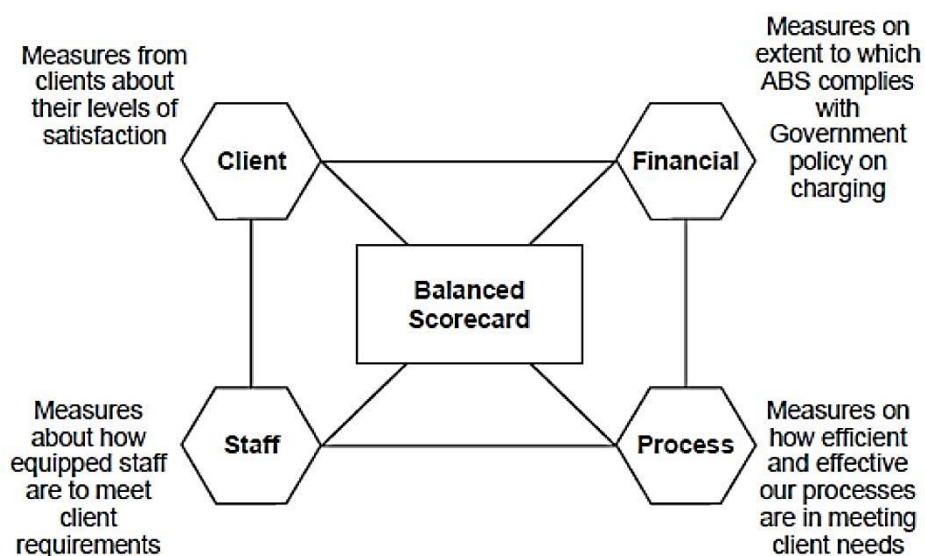 Measures from
clients about
their levels of
satisfaction
Client
Measures on
extent to which
ABS complies
with
Government
policy on
charging
Financial
Balanced
Scorecard
Measures
about how
equipped staff
are to meet
client
requirements
Staff
Process
Measures on
how efficient
and effective
our processes
are in meeting
client needs